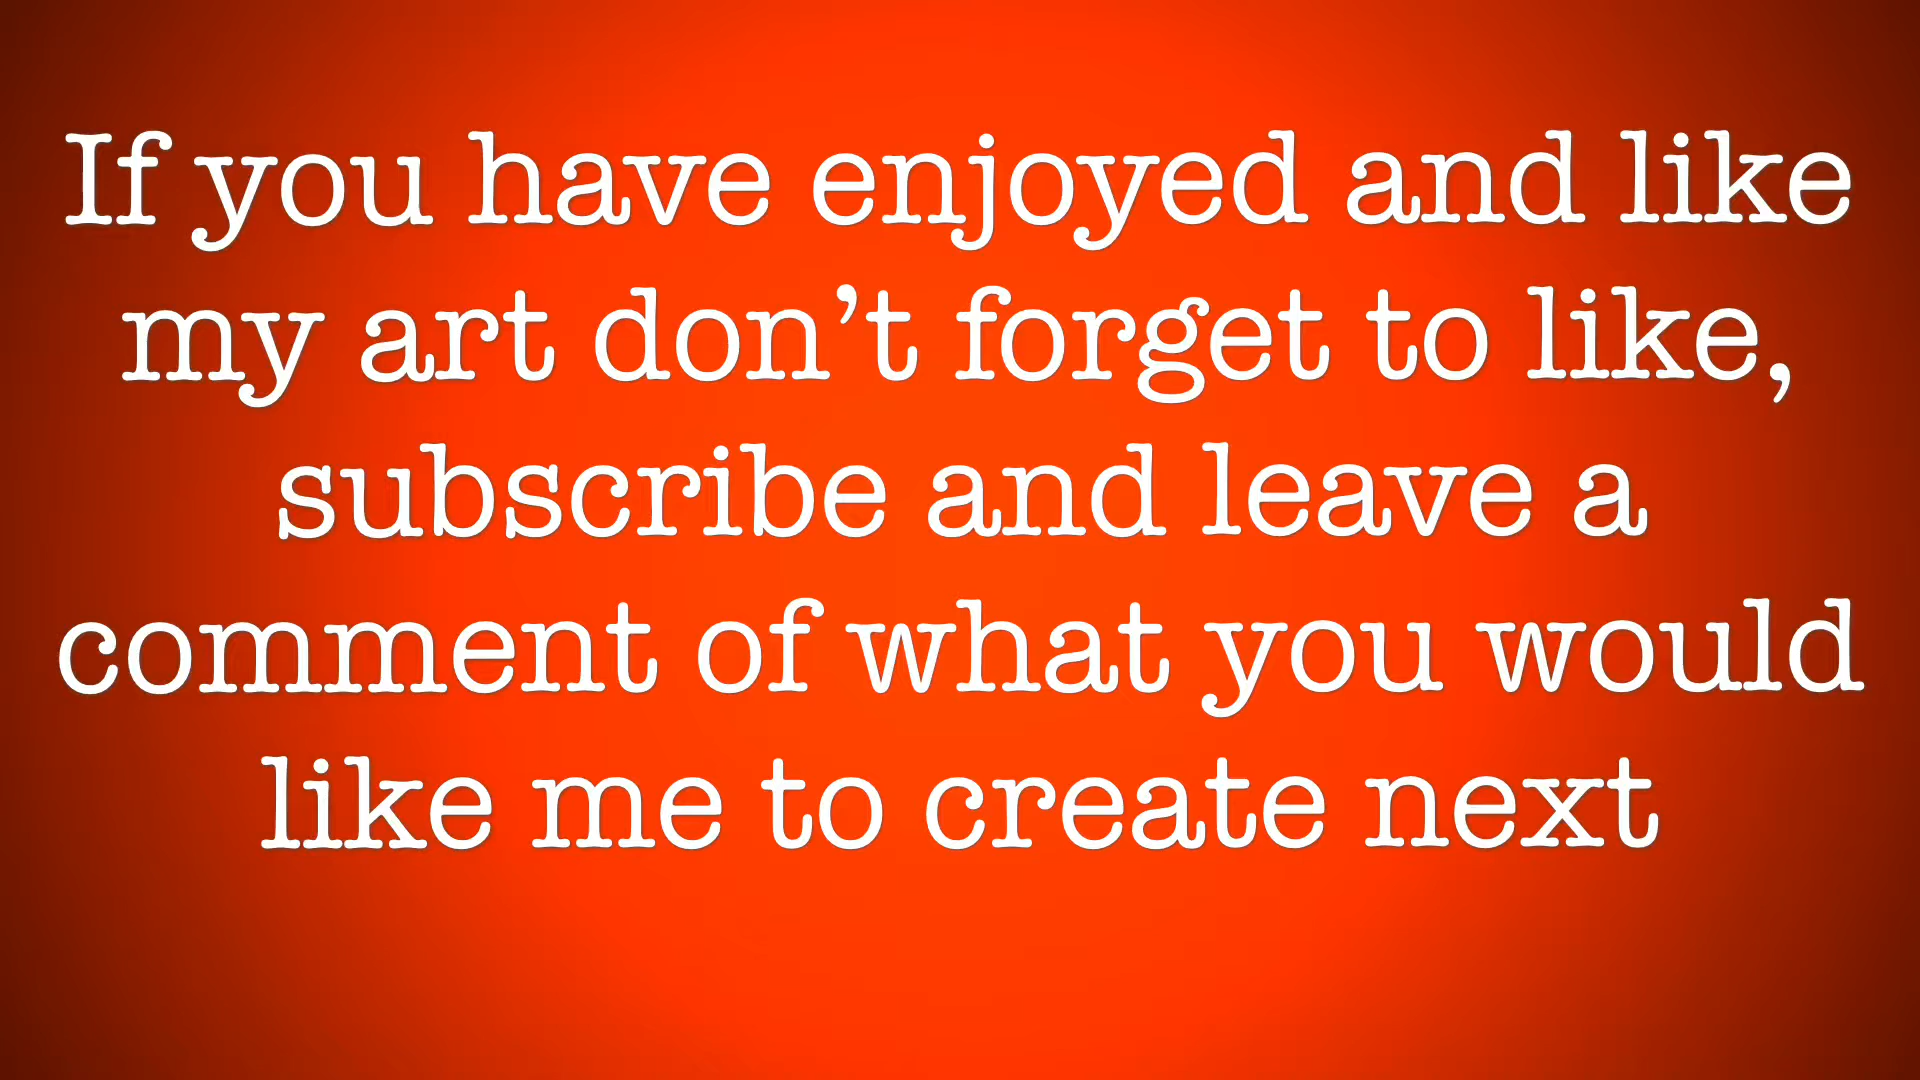 If you have enjoyed and like
my art don’t forget to like,
subscribe and leave a
comment of what you would
like me to create next